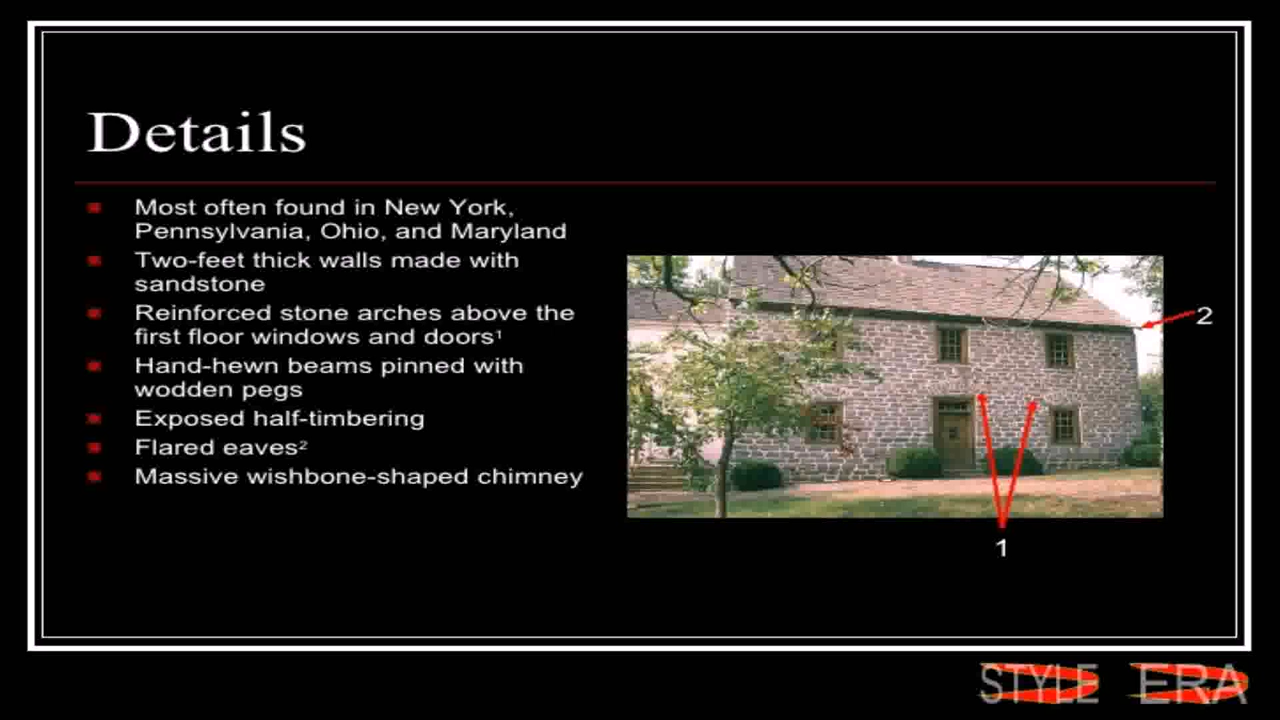 Details
Most often found in New York,
Pennsylvania, Ohio, and Maryland
Two-feet thick walls made with
sandstone
Reinforced stone arches above the
first floor windows and doors¹
Hand-hewn beams pinned with
wodden pegs
Exposed half-timbering
Flared eaves²
Massive wishbone-shaped chimney
2
1
STYLE ERA